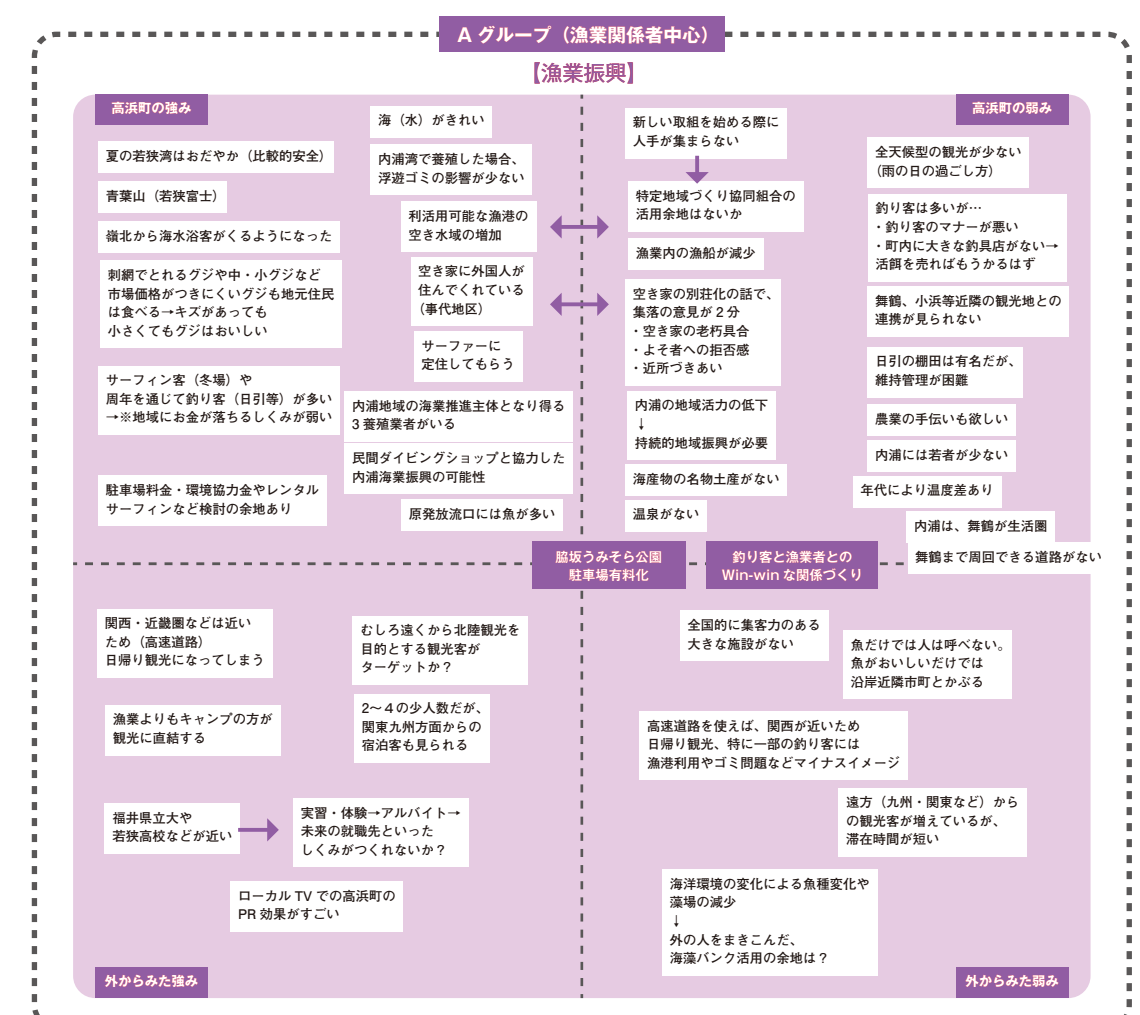 A グループ（漁業関係者中心）
【漁業振興】
高浜町の強み
夏の若狭湾はおだやか（比較的安全）
青葉山（若狭富士）
嶺北から海水浴客がくるようになった
刺網でとれるグジや中・小グジなど
市場価格がつきにくいグジも地元住民
は食べる→キズがあっても
小さくてもグジはおいしい
サーフィン客（冬場）や
周年を通じて釣り客（日引等）が多い
→※地域にお金が落ちるしくみが弱い
駐車場料金・環境協力金やレンタル
サーフィンなど検討の余地あり
海（水）がきれい
内浦湾で養殖した場合、
浮遊ゴミの影響が少ない
利活用可能な漁港の
空き水域の増加
空き家に外国人が
住んでくれている
（事代地区）
サーファーに
定住してもらう
内浦地域の海業推進主体となり得る
3 養殖業者がいる
民間ダイビングショップと協力した
内浦海業振興の可能性
原発放流口には魚が多い
高浜町の弱み
新しい取組を始める際に
人手が集まらない
特定地域づくり協同組合の
活用余地はないか
漁業内の漁船が減少
空き家の別荘化の話で、
集落の意見が 2 分
・空き家の老朽具合
・よそ者への拒否感
・近所づきあい
内浦の地域活力の低下
↓
持続的地域振興が必要
海産物の名物土産がない
温泉がない
全天候型の観光が少ない
（雨の日の過ごし方）
釣り客は多いが…
・釣り客のマナーが悪い
・町内に大きな釣具店がない→
活餌を売ればもうかるはず
舞鶴、小浜等近隣の観光地との
連携が見られない
日引の棚田は有名だが、
維持管理が困難
農業の手伝いも欲しい
内浦には若者が少ない
年代により温度差あり
内浦は、舞鶴が生活圏
舞鶴まで周回できる道路がない
脇坂うみそら公園
駐車場有料化
釣り客と漁業者との
Win-win な関係づくり
関西・近畿圏などは近い
ため（高速道路）
日帰り観光になってしまう
漁業よりもキャンプの方が
観光に直結する
むしろ遠くから北陸観光を
目的とする観光客が
ターゲットか？
2〜４の少人数だが、
関東九州方面からの
宿泊客も見られる
福井県立大や
若狭高校などが近い
実習・体験→アルバイト→
未来の就職先といった
しくみがつくれないか？
ローカル TV での高浜町の
PR 効果がすごい
外からみた強み
全国的に集客力のある
大きな施設がない
魚だけでは人は呼べない。
魚がおいしいだけでは
沿岸近隣市町とかぶる
高速道路を使えば、関西が近いため
日帰り観光、特に一部の釣り客には
漁港利用やゴミ問題などマイナスイメージ
遠方（九州・関東など）から
の観光客が増えているが、
滞在時間が短い
海洋環境の変化による魚種変化や
藻場の減少
↓
外の人をまきこんだ、
海藻バンク活用の余地は？
外からみた弱み